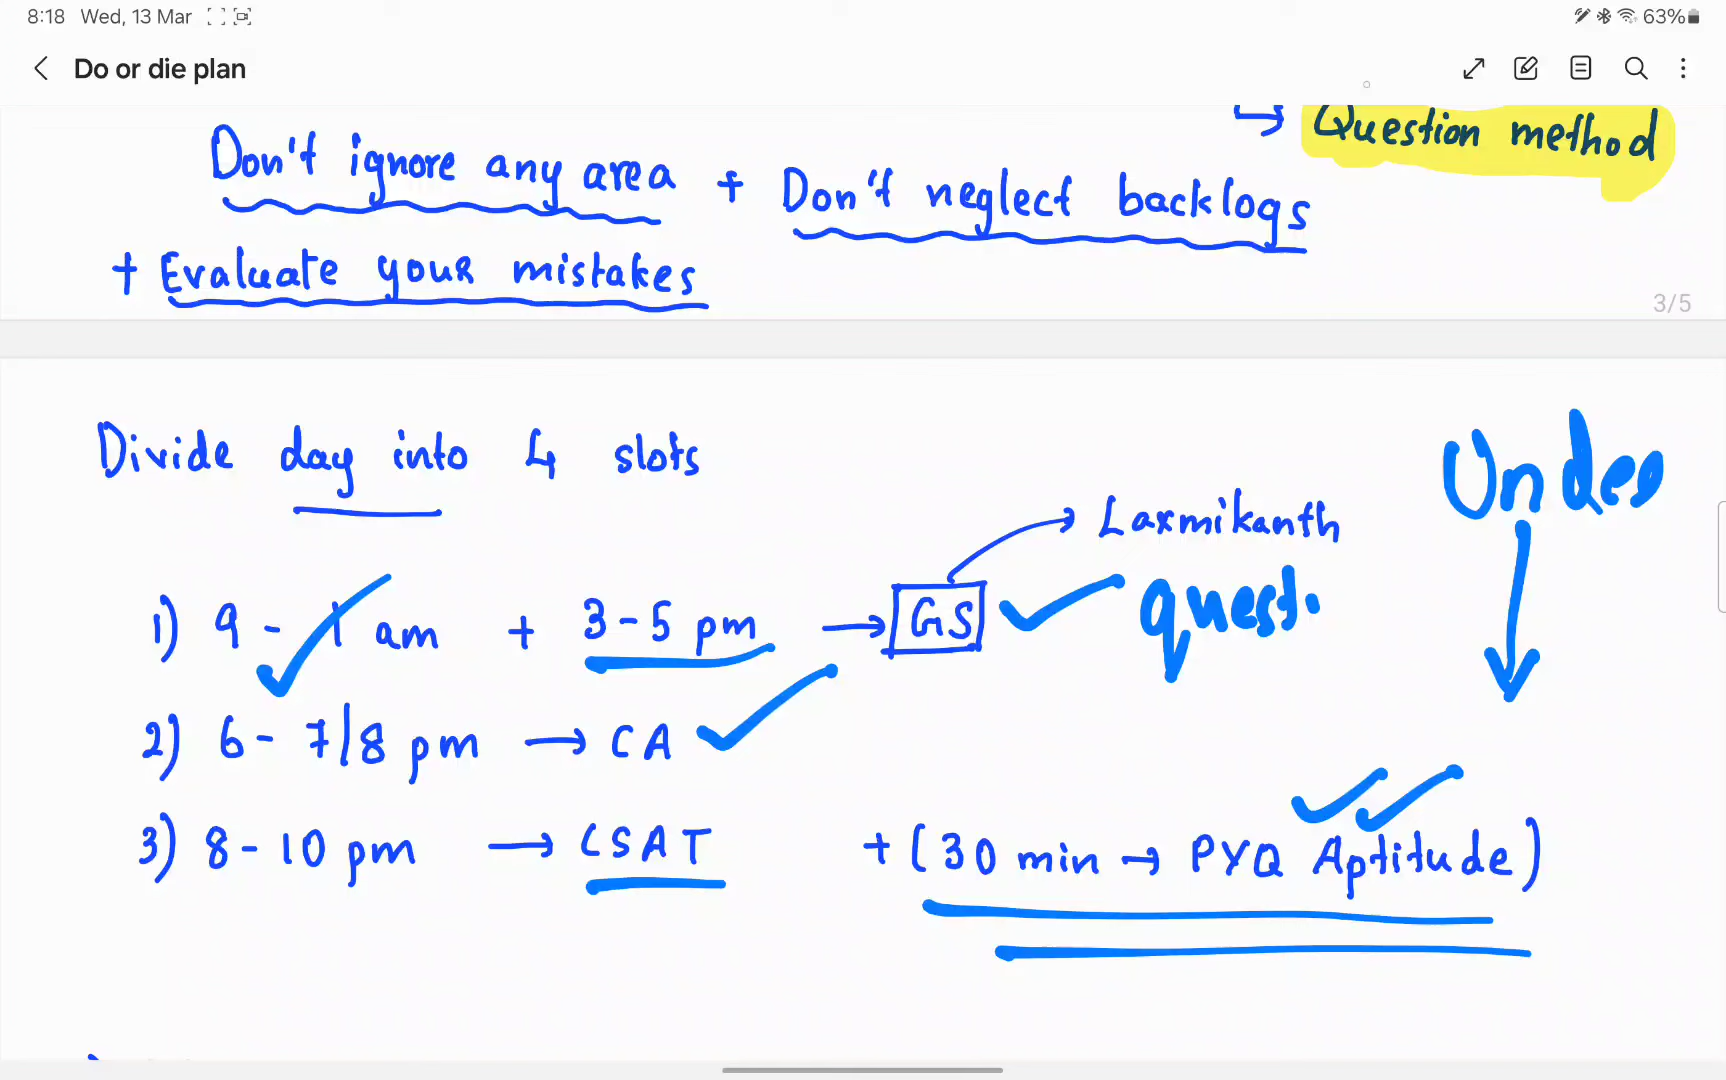 8:18 Wed, 13 Mar 63%
Do or die plan
↳ Question method
Don't ignore any area + Don't neglect backlogs
+ Evaluate your mistakes
3/5
Divide day into 4 slots
Undes
→ Laxmikanth
1) 9 - 1 am + 3-5 pm → GS ✓ quest.
2) 6 - 7/8 pm → CA ✓
3) 8-10 pm → CSAT + (30 min → PYQ Aptitude)